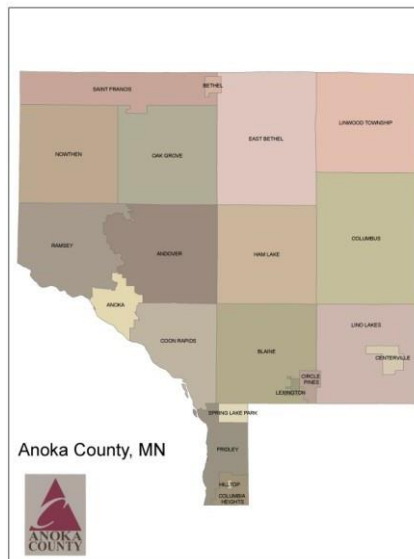 SAINT FRANCIS
BETHEL
NOWTHEN
OAK GROVE
EAST BETHEL
LINWOOD TOWNSHIP
RAMSEY
ANDOVER
HAM LAKE
COLUMBUS
ANOKA
COON RAPIDS
BLAINE
LINO LAKES
CENTERVILLE
CIRCLE
PINES
LEXINGTON
SPRING LAKE PARK
FRIDLEY
HILLTOP
COLUMBIA
HEIGHTS
Anoka County, MN
ANOKA
COUNTY